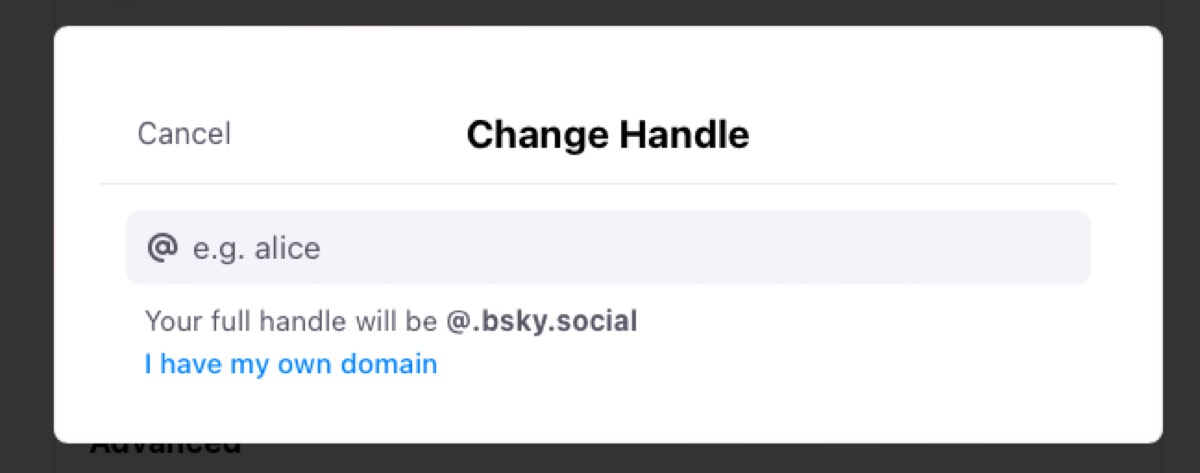 Cancel
Change Handle
@ e.g. alice
Your full handle will be @.bsky.social
I have my own domain
Advanced